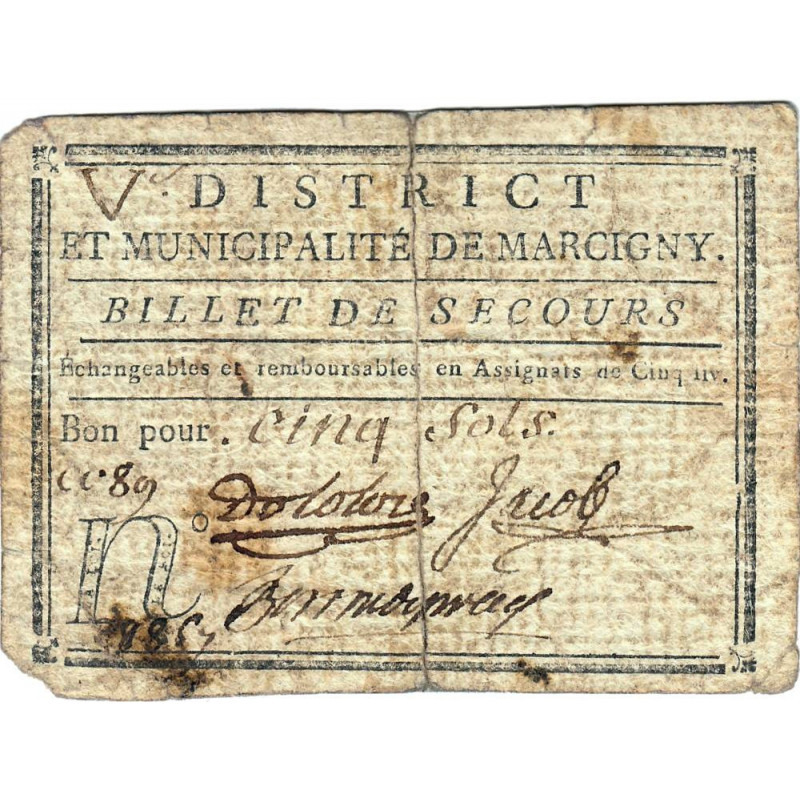 V. DISTRICT
ET MUNICIPALITÉ DE MARCIGNY.
BILLET DE SECOURS
Échangeables et remboursables en Assignats de Cinq liv.
Bon pour. cinq sols.
Jacob
n°